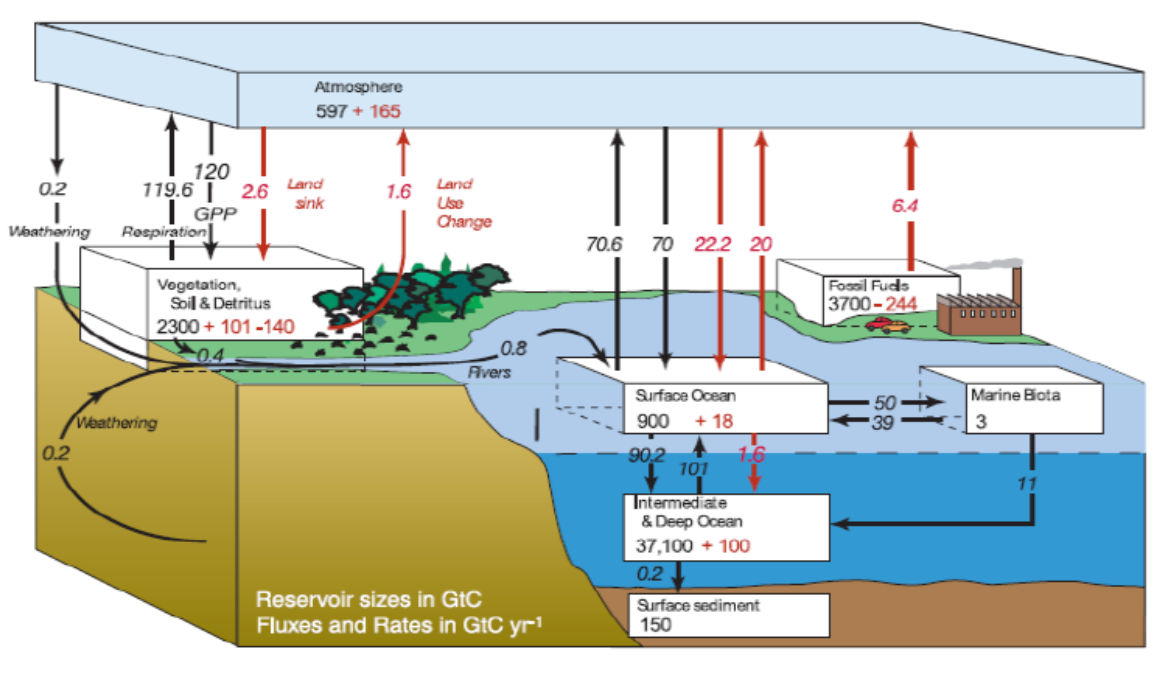 Atmosphere
597 + 165
0.2
Weathering
119.6
Respiration
120
GPP
2.6
Land
sink
1.6
Land
Use
Change
70.6
70
22.2
20
6.4
Vegetation,
Soil & Detritus
2300 + 101 -140
Fossil Fuels
3700 - 244
0.4
0.8
Rivers
Surface Ocean
900 + 18
50
39
Marine Biota
3
Weathering
0.2
90.2
101
1.6
11
Intermediate
& Deep Ocean
37,100 + 100
0.2
Surface sediment
150
Reservoir sizes in GtC
Fluxes and Rates in GtC yr-1